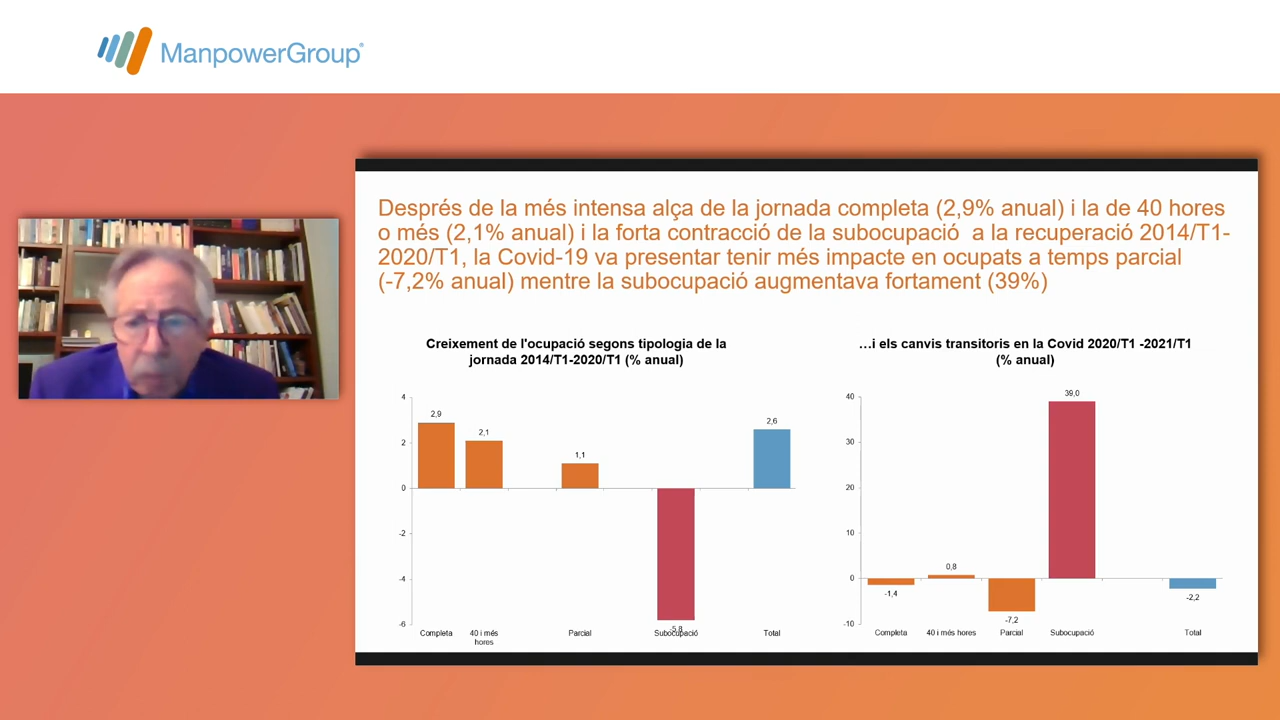 ManpowerGroup®
Després de la més intensa alça de la jornada completa (2,9% anual) i la de 40 hores
o més (2,1% anual) i la forta contracció de la subocupació a la recuperació 2014/T1-
2020/T1, la Covid-19 va presentar tenir més impacte en ocupats a temps parcial
(-7,2% anual) mentre la subocupació augmentava fortament (39%)
Creixement de l'ocupació segons tipologia de la
jornada 2014/T1-2020/T1 (% anual)
4
2
0
-2
-4
-6
2,9
2,1
1,1
-5,8
2,6
Completa
40 i més
hores
Parcial
Subocupació
Total
...i els canvis transitoris en la Covid 2020/T1 -2021/T1
(% anual)
40
30
20
10
0
-10
-1,4
0,8
-7,2
39,0
-2,2
Completa
40 i més hores
Parcial
Subocupació
Total